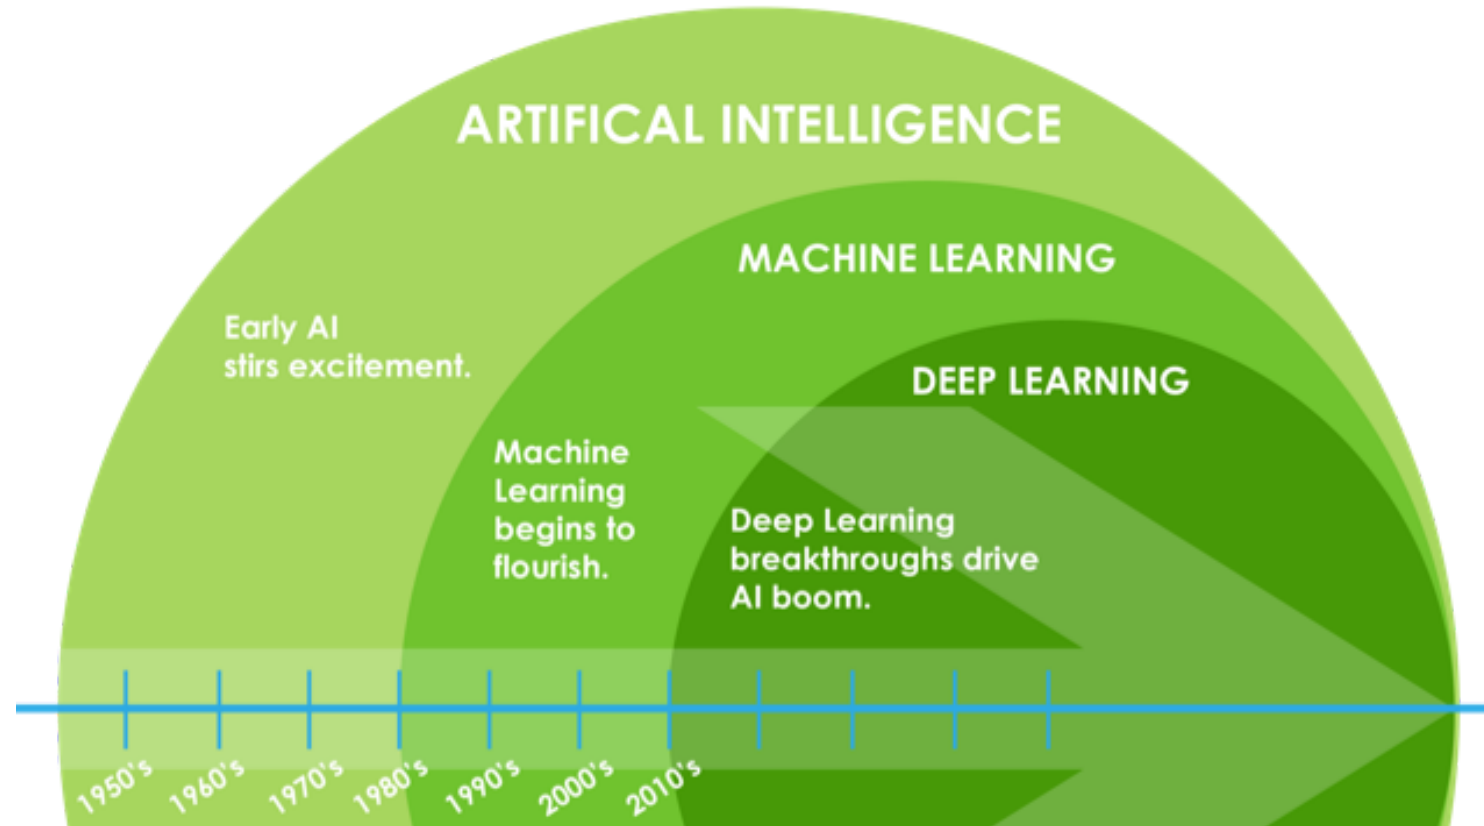 ARTIFICAL INTELLIGENCE
MACHINE LEARNING
DEEP LEARNING
Early AI
stirs excitement.
Machine
Learning
begins to
flourish.
Deep Learning
breakthroughs drive
AI boom.
1950's
1960's
1970's
1980's
1990's
2000's
2010's